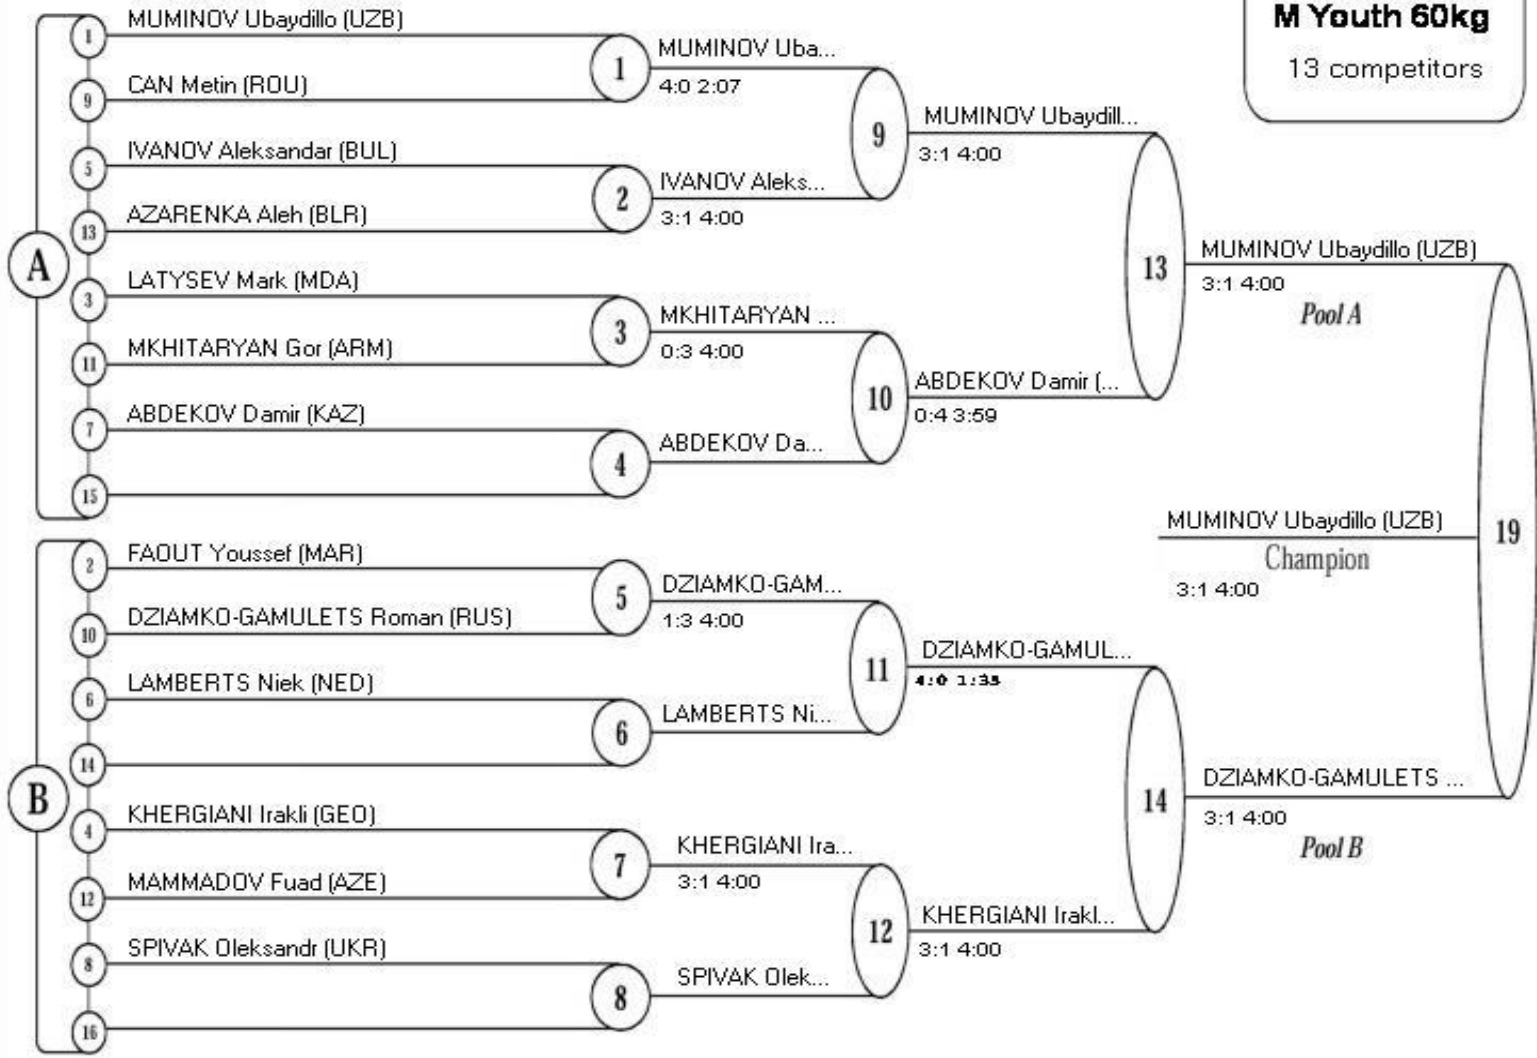 M Youth 60kg
13 competitors
A
1 MUMINOV Ubaydillo (UZB)
9 CAN Metin (ROU)
5 IVANOV Aleksandar (BUL)
13 AZARENKA Aleh (BLR)
3 LATYSEV Mark (MDA)
11 MKHITARYAN Gor (ARM)
7 ABDEKOV Damir (KAZ)
15
B
2 FAOUT Youssef (MAR)
10 DZIAMKO-GAMULETS Roman (RUS)
6 LAMBERTS Niek (NED)
14
4 KHERGIANI Irakli (GEO)
12 MAMMADOV Fuad (AZE)
8 SPIVAK Oleksandr (UKR)
16
1 MUMINOV Uba...
4:0 2:07
2 IVANOV Aleks...
3:1 4:00
3 MKHITARYAN ...
0:3 4:00
4 ABDEKOV Da...
5 DZIAMKO-GAM...
1:3 4:00
6 LAMBERTS Ni...
7 KHERGIANI Ira...
3:1 4:00
8 SPIVAK Olek...
9 MUMINOV Ubaydill...
3:1 4:00
10 ABDEKOV Damir (...
0:4 3:59
11 DZIAMKO-GAMUL...
4:0 1:35
12 KHERGIANI Irakl...
3:1 4:00
13 MUMINOV Ubaydillo (UZB)
3:1 4:00
Pool A
14 DZIAMKO-GAMULETS ...
3:1 4:00
Pool B
19
MUMINOV Ubaydillo (UZB)
Champion
3:1 4:00